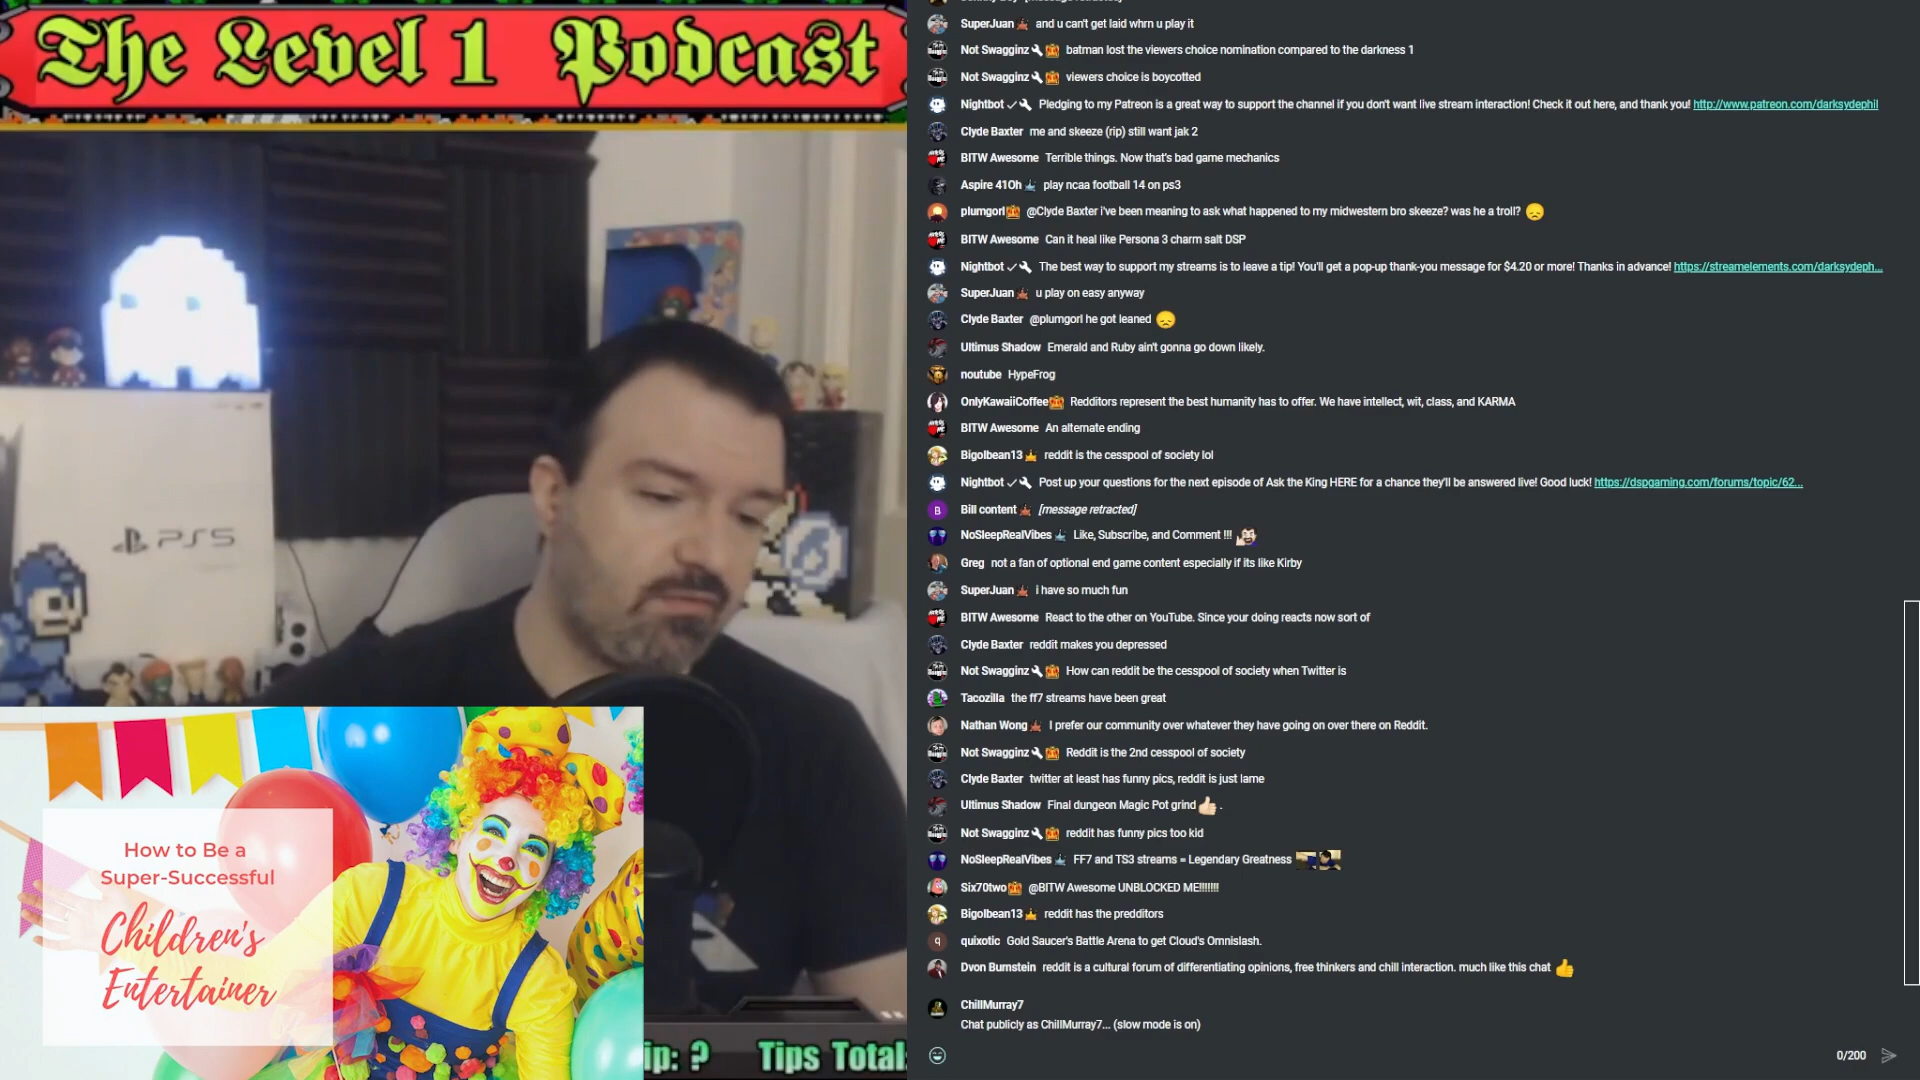 The Level 1 Podcast
PS5
How to Be a
Super-Successful
Children's
Entertainer
ip: ? Tips Total:
SuperJuan and u can't get laid whrn u play it
Not Swagginz batman lost the viewers choice nomination compared to the darkness 1
Not Swagginz viewers choice is boycotted
Nightbot Pledging to my Patreon is a great way to support the channel if you don't want live stream interaction! Check it out here, and thank you! http://www.patreon.com/darksydephil
Clyde Baxter me and skeeze (rip) still want jak 2
BITW Awesome Terrible things. Now that's bad game mechanics
Aspire 41Oh play ncaa football 14 on ps3
plumgorl @Clyde Baxter i've been meaning to ask what happened to my midwestern bro skeeze? was he a troll? 😞
BITW Awesome Can it heal like Persona 3 charm salt DSP
Nightbot The best way to support my streams is to leave a tip! You'll get a pop-up thank-you message for $4.20 or more! Thanks in advance! https://streamelements.com/darksydeph...
SuperJuan u play on easy anyway
Clyde Baxter @plumgorl he got leaned 😞
Ultimus Shadow Emerald and Ruby ain't gonna go down likely.
noutube HypeFrog
OnlyKawaiiCoffee Redditors represent the best humanity has to offer. We have intellect, wit, class, and KARMA
BITW Awesome An alternate ending
Bigolbean13 reddit is the cesspool of society lol
Nightbot Post up your questions for the next episode of Ask the King HERE for a chance they'll be answered live! Good luck! https://dspgaming.com/forums/topic/62...
B Bill content [message retracted]
NoSleepRealVibes Like, Subscribe, and Comment !!!
Greg not a fan of optional end game content especially if its like Kirby
SuperJuan i have so much fun
BITW Awesome React to the other on YouTube. Since your doing reacts now sort of
Clyde Baxter reddit makes you depressed
Not Swagginz How can reddit be the cesspool of society when Twitter is
Tacozilla the ff7 streams have been great
Nathan Wong I prefer our community over whatever they have going on over there on Reddit.
Not Swagginz Reddit is the 2nd cesspool of society
Clyde Baxter twitter at least has funny pics, reddit is just lame
Ultimus Shadow Final dungeon Magic Pot grind 👍🏻 .
Not Swagginz reddit has funny pics too kid
NoSleepRealVibes FF7 and TS3 streams = Legendary Greatness
Six70two @BITW Awesome UNBLOCKED ME!!!!!!!
Bigolbean13 reddit has the predditors
q quixotic Gold Saucer's Battle Arena to get Cloud's Omnislash.
Dvon Burnstein reddit is a cultural forum of differentiating opinions, free thinkers and chill interaction. much like this chat 👍
ChillMurray7
Chat publicly as ChillMurray7... (slow mode is on)
0/200